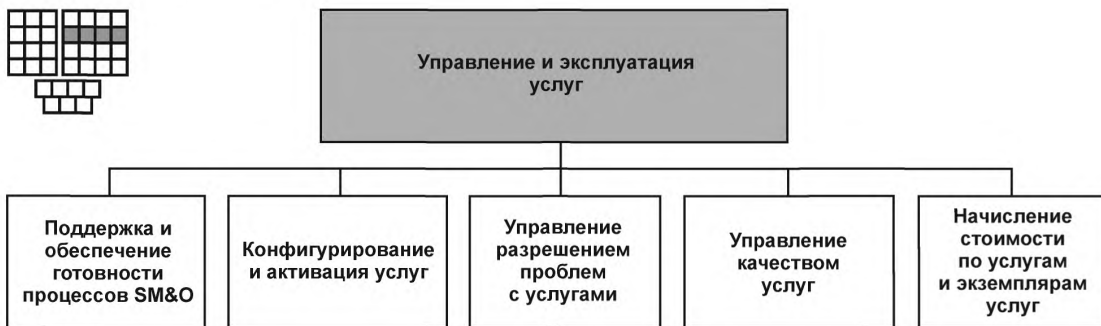 Управление и эксплуатация
услуг
Поддержка и
обеспечение
готовности
процессов SM&O
Конфигурирование
и активация услуг
Управление
разрешением
проблем
с услугами
Управление
качеством
услуг
Начисление
стоимости
по услугам
и экземплярам
услуг